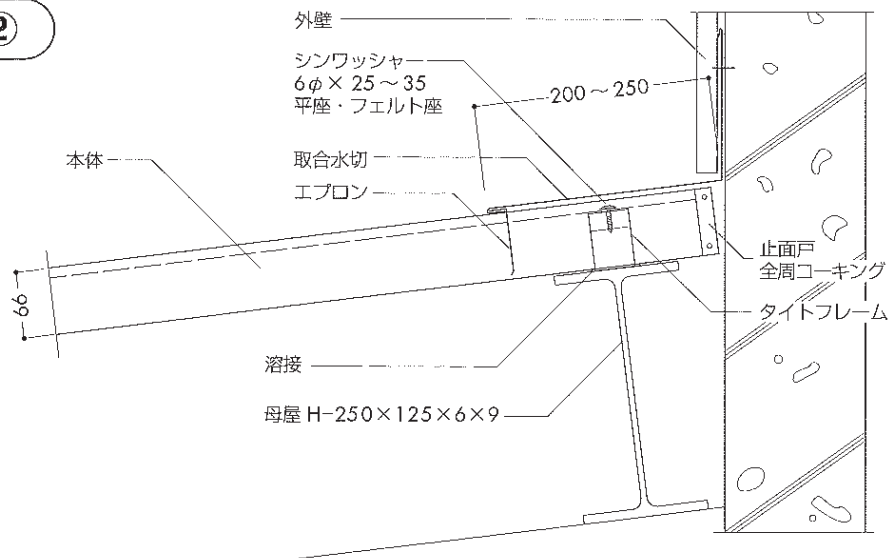 ②
外壁
シンワッシャー
6φ×25～35
平座・フェルト座
200～250
本体
取合水切
エプロン
止面戸
全周コーキング
66
タイトフレーム
溶接
母屋 H-250×125×6×9